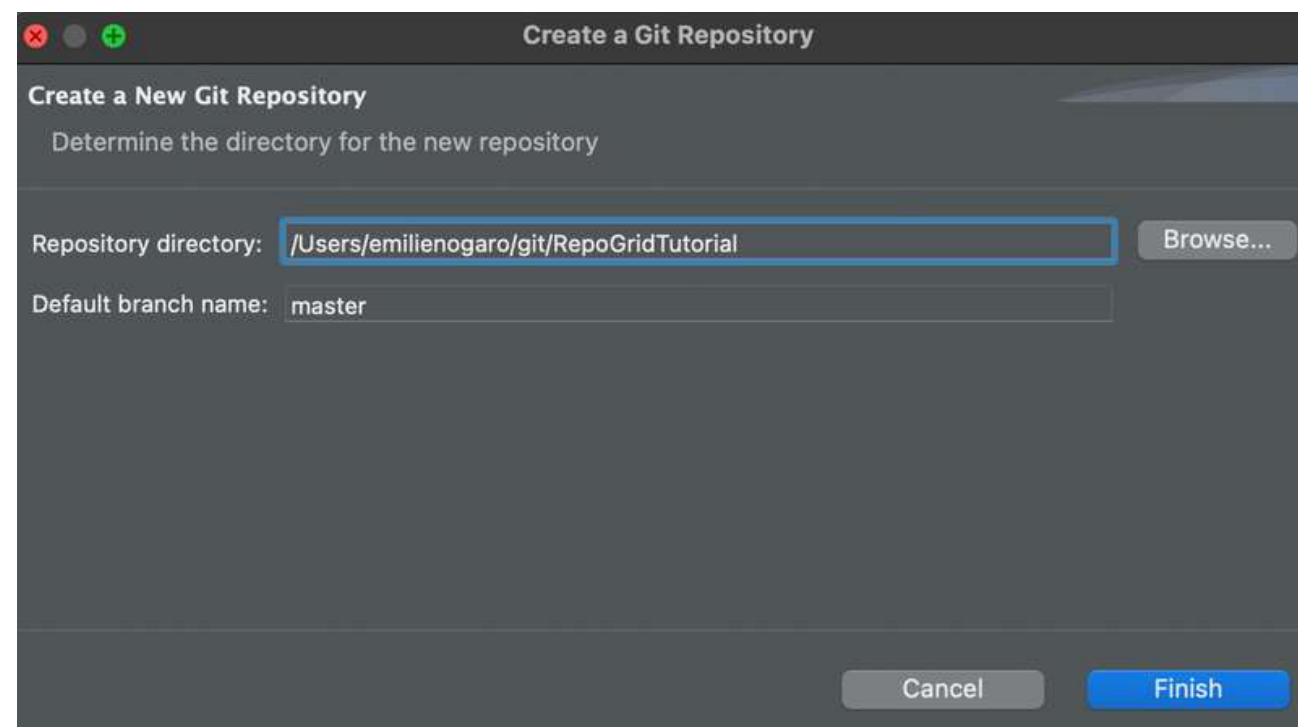 Create a Git Repository
Create a New Git Repository
Determine the directory for the new repository
Repository directory: /Users/emilienogaro/git/RepoGridTutorial Browse...
Default branch name: master
Cancel Finish